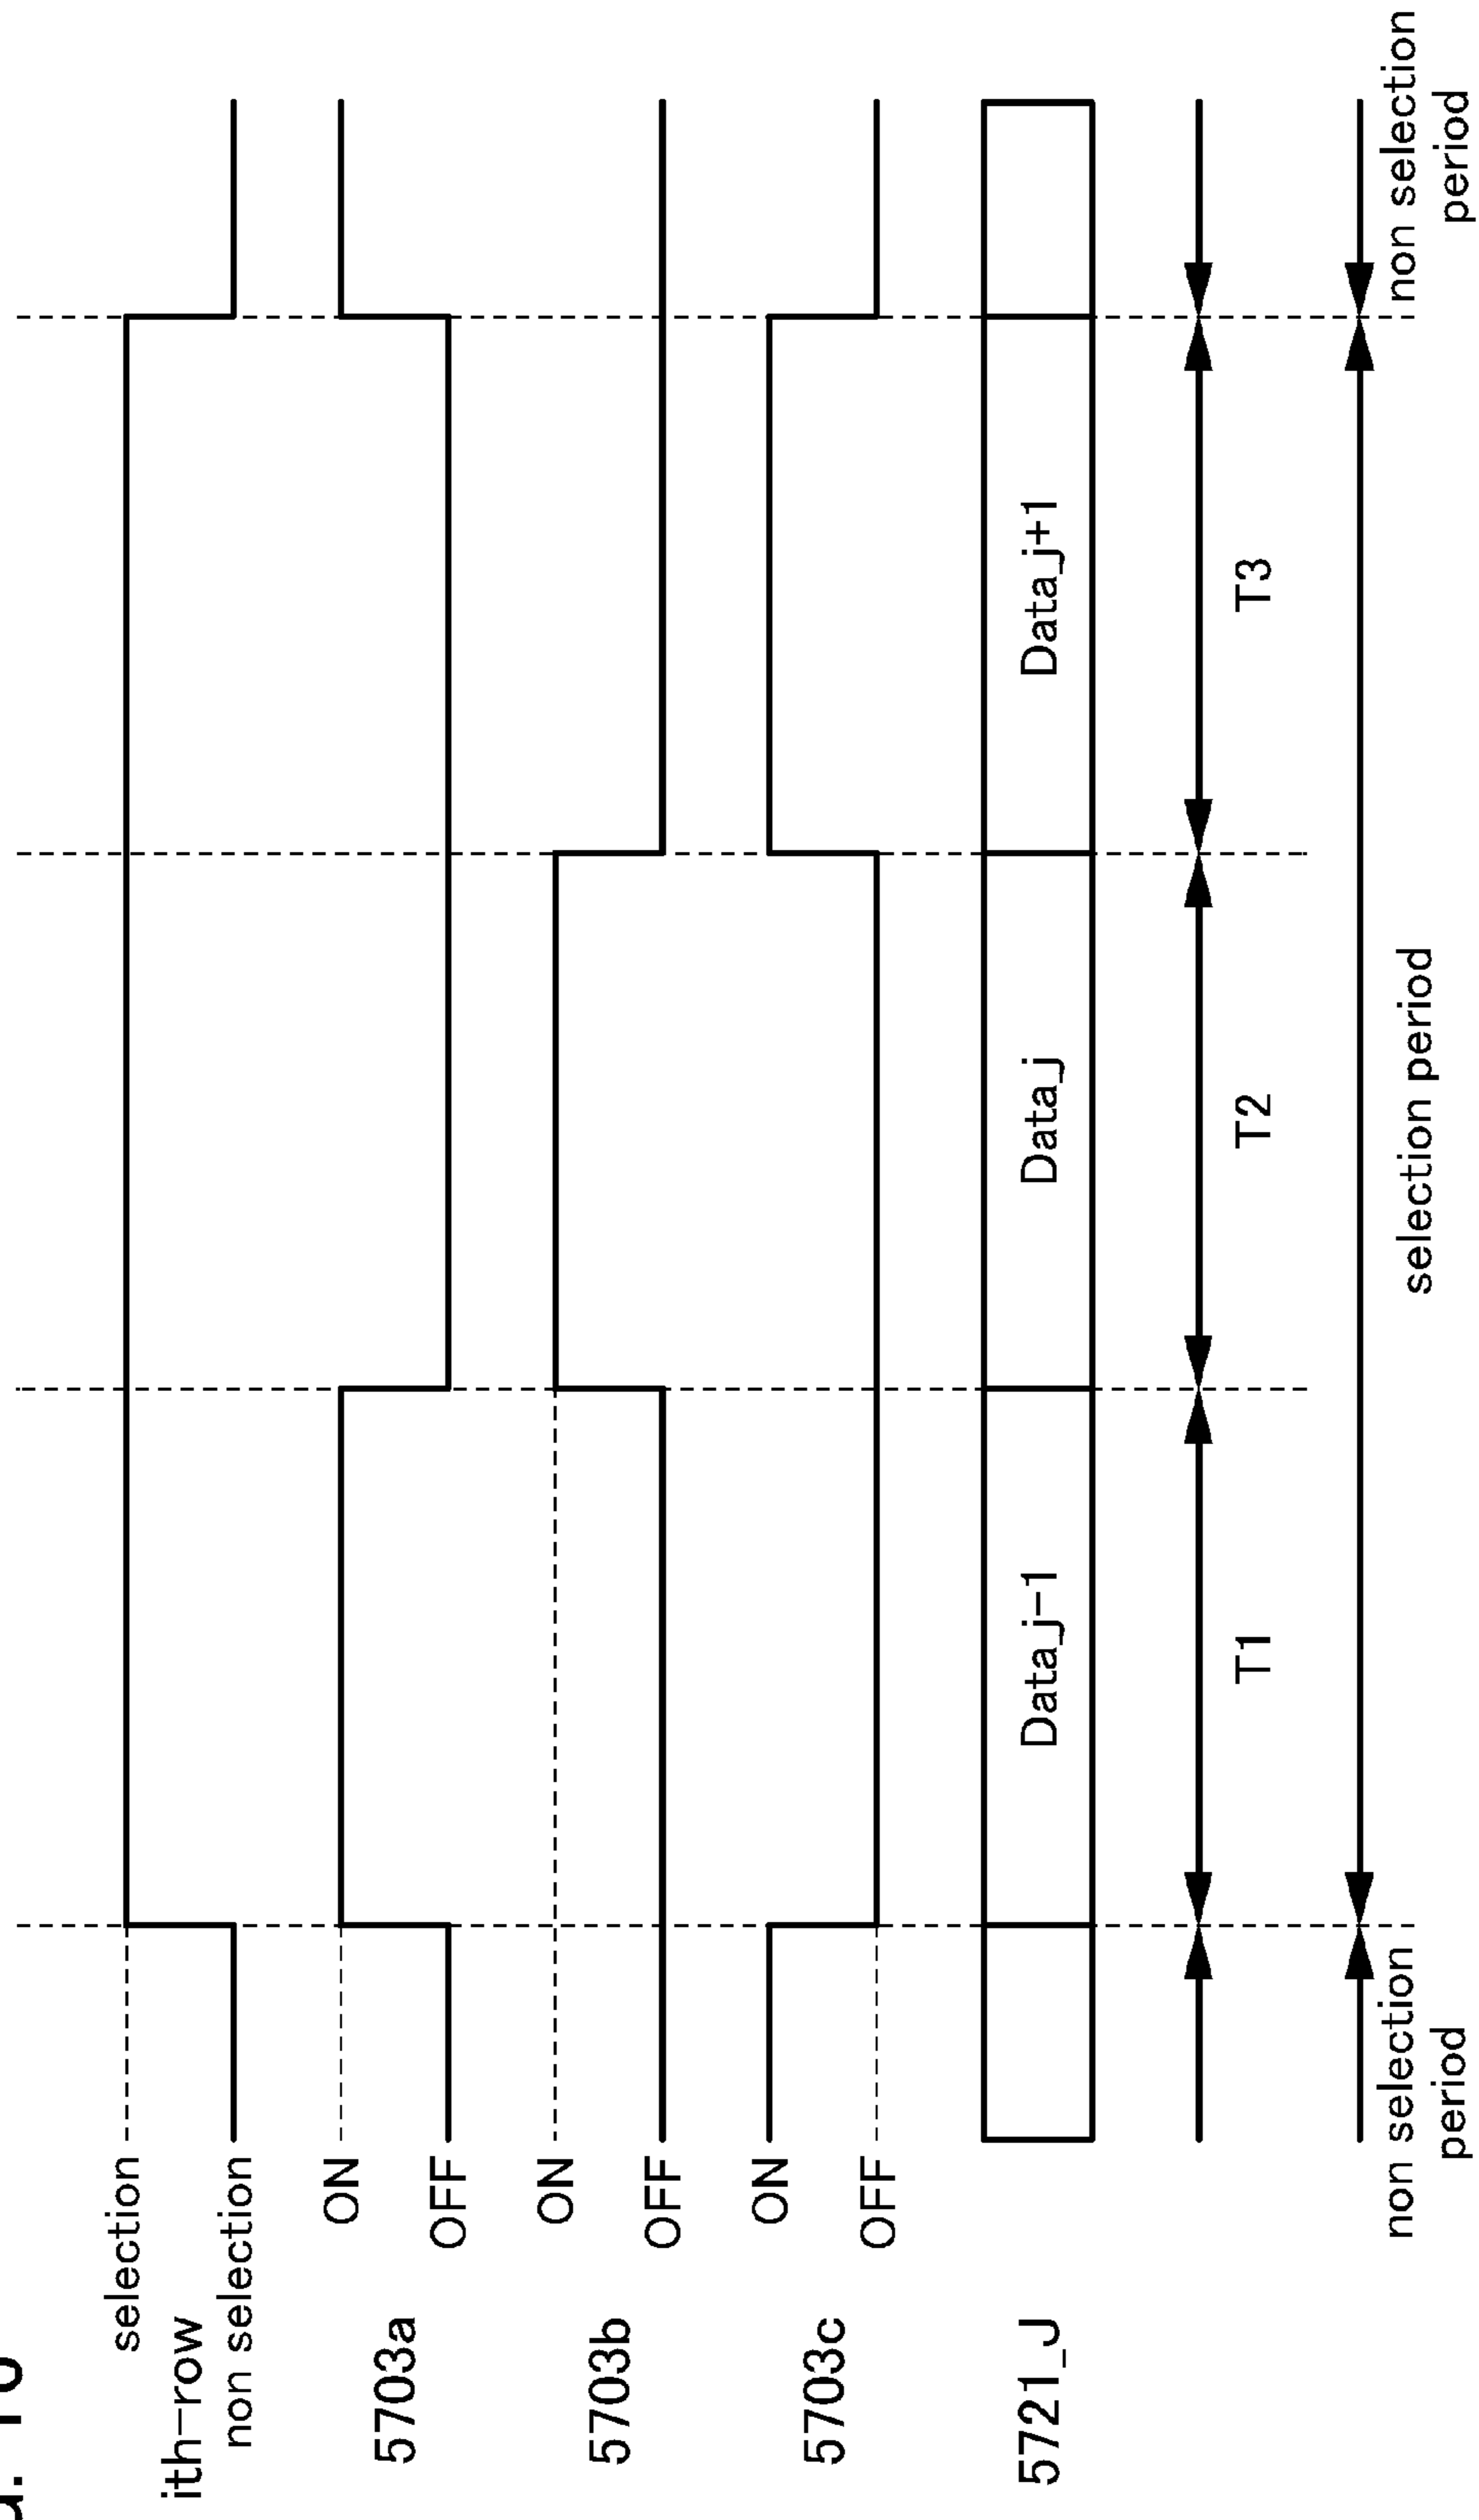 selection
ith-row
non selection
ON
5703a
OFF
ON
5703b
OFF
ON
5703c
OFF
5721_J
Data_j-1
Data_j
Data_j+1
T1
T2
T3
non selection
period
selection period
non selection
period